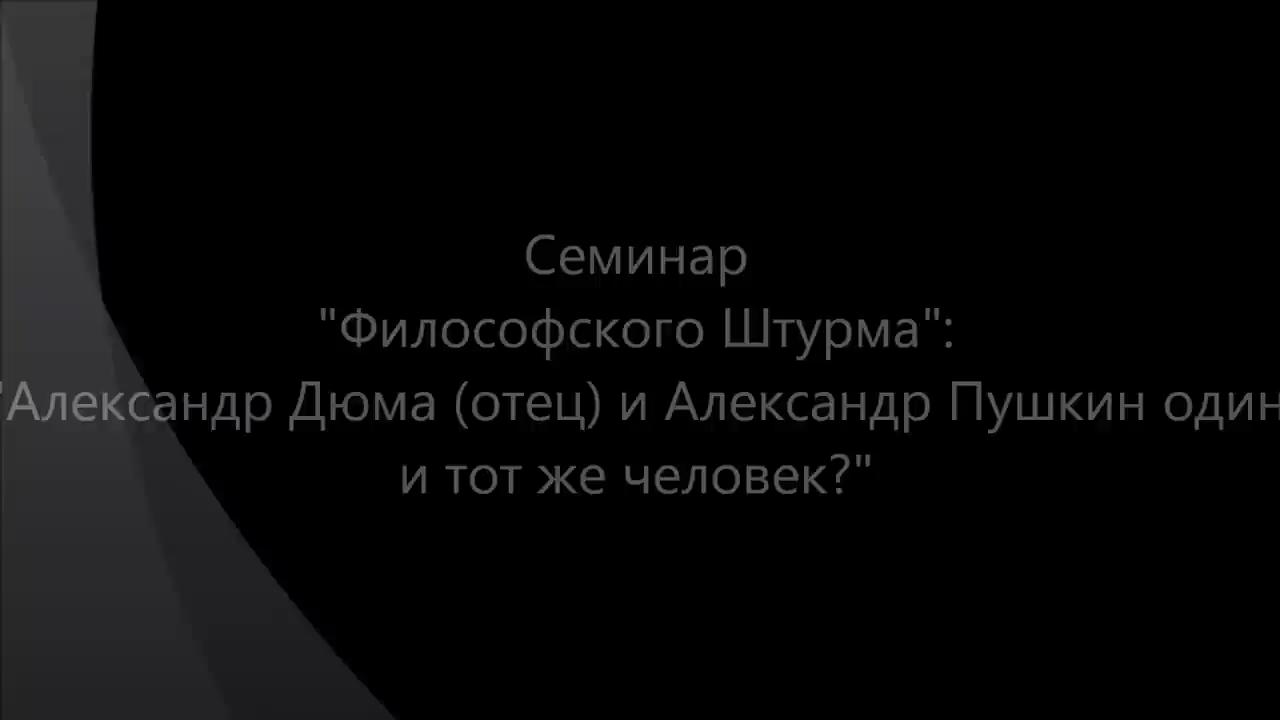 Семинар
"Философского Штурма":
"Александр Дюма (отец) и Александр Пушкин один
и тот же человек?"